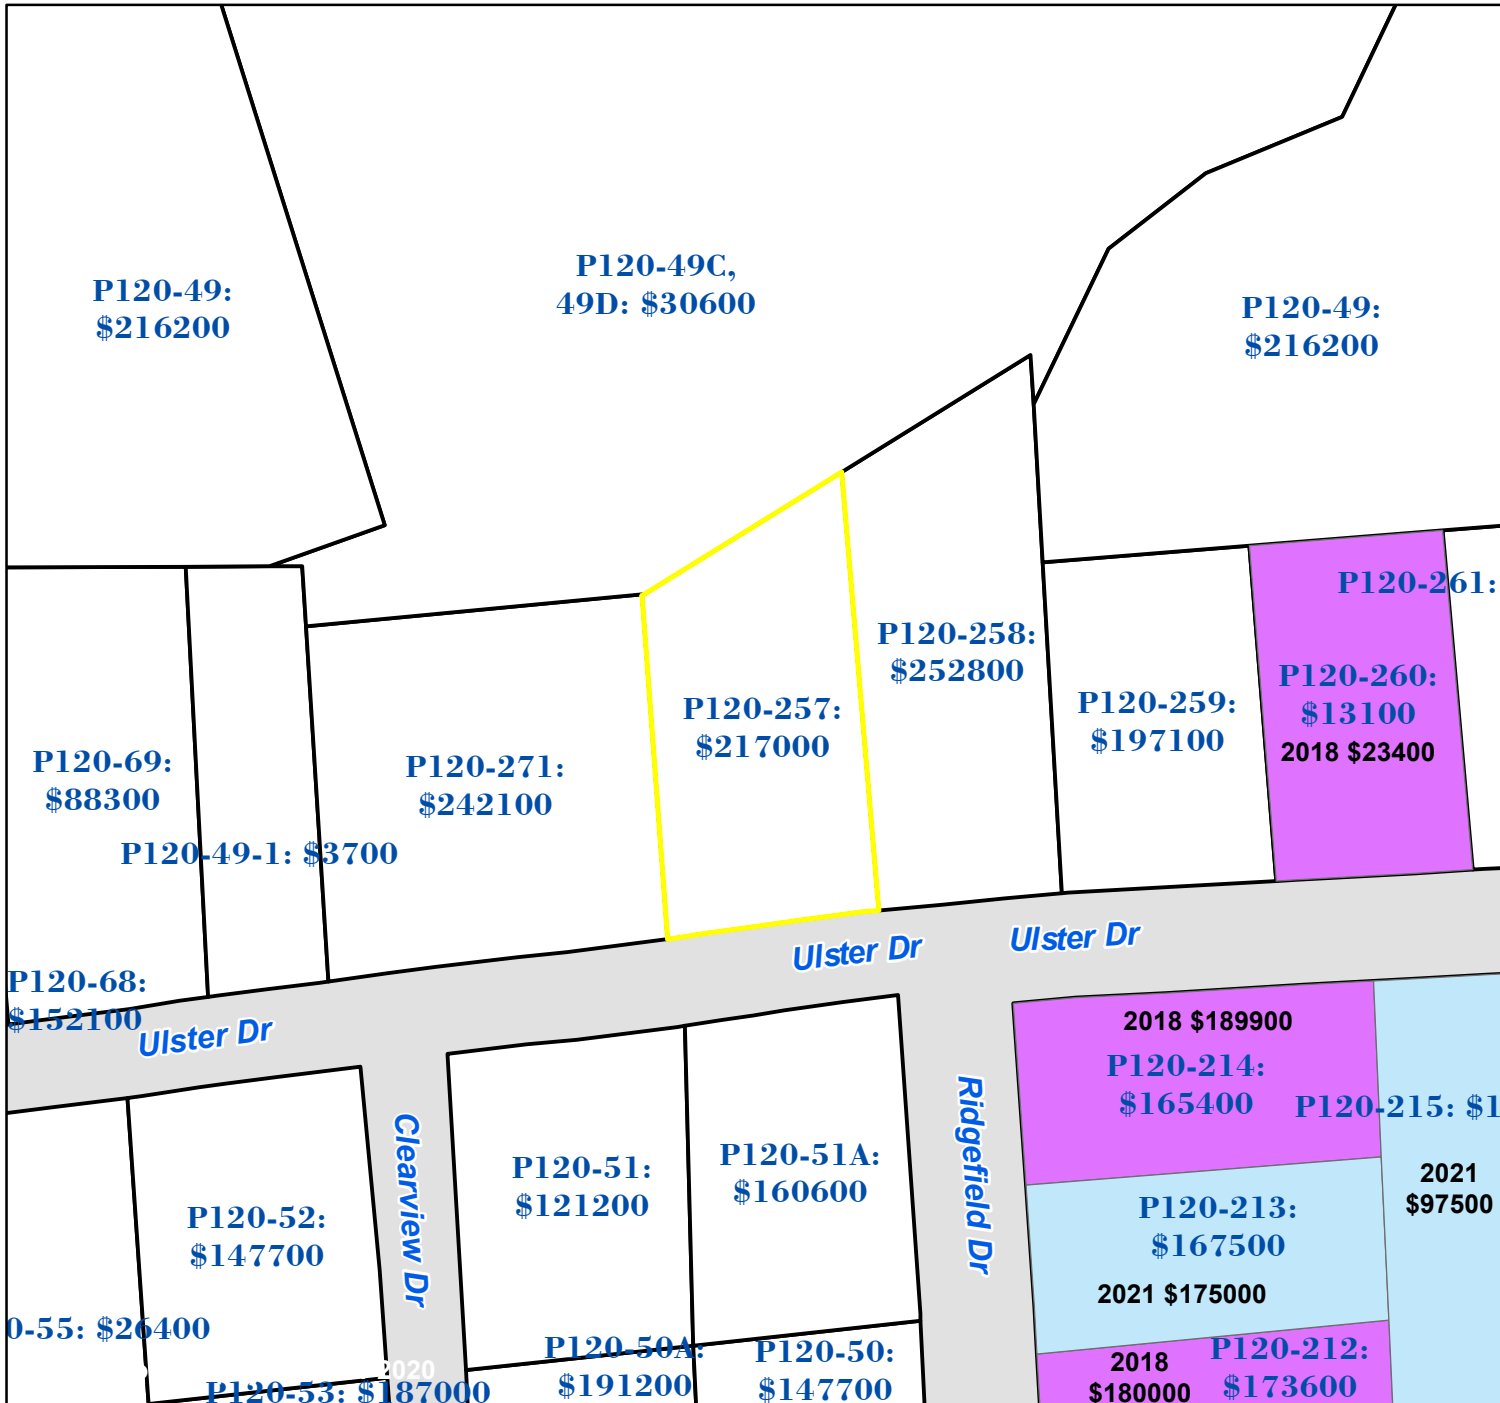 P120-49C,
49D: $30600
P120-49:
$216200
P120-49:
$216200
P120-261:
P120-258:
$252800
P120-260:
$13100
2018 $23400
P120-257:
$217000
P120-259:
$197100
P120-69:
$88300
P120-271:
$242100
P120-49-1: $3700
Ulster Dr
Ulster Dr
P120-68:
$152100
Ulster Dr
2018 $189900
P120-214:
$165400
P120-215: $1
Clearview Dr
Ridgefield Dr
P120-51:
$121200
P120-51A:
$160600
2021
$97500
P120-52:
$147700
P120-213:
$167500
2021 $175000
0-55: $26400
P120-50A:
$191200
P120-50:
$147700
2018
$180000
P120-212:
$173600
2020
P120-53: $187000